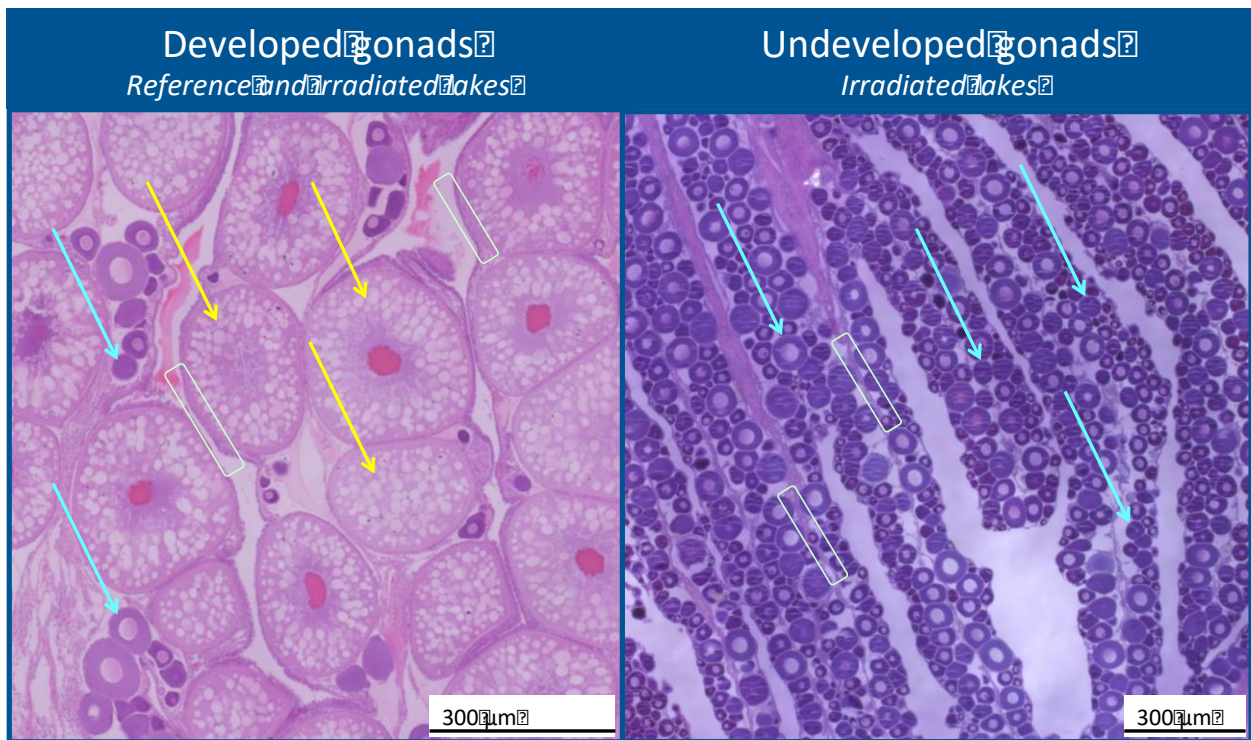 Developed gonads
Reference and irradiated lakes
Undeveloped gonads
Irradiated lakes
300 µm
300 µm